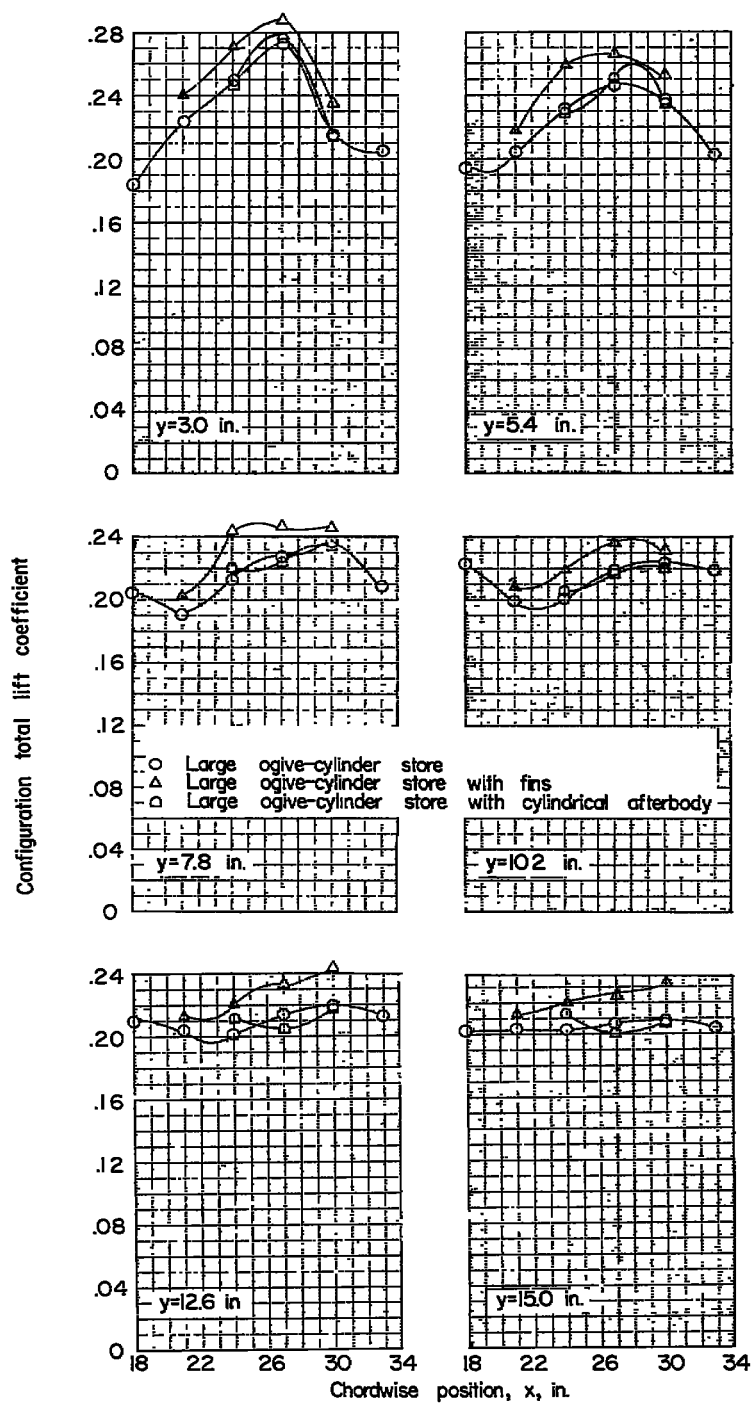 .28
.24
.20
.16
.12
.08
.04
0
y=3.0 in.
y=5.4 in.
.24
.20
.16
.12
.08
.04
0
Large ogive-cylinder store
Large ogive-cylinder store with fins
Large ogive-cylinder store with cylindrical afterbody
y=7.8 in.
y=10.2 in.
Configuration total lift coefficient
.24
.20
.16
.12
.08
.04
0
y=12.6 in
y=15.0 in.
18 22 26 30 34 18 22 26 30 34
Chordwise position, x, in.